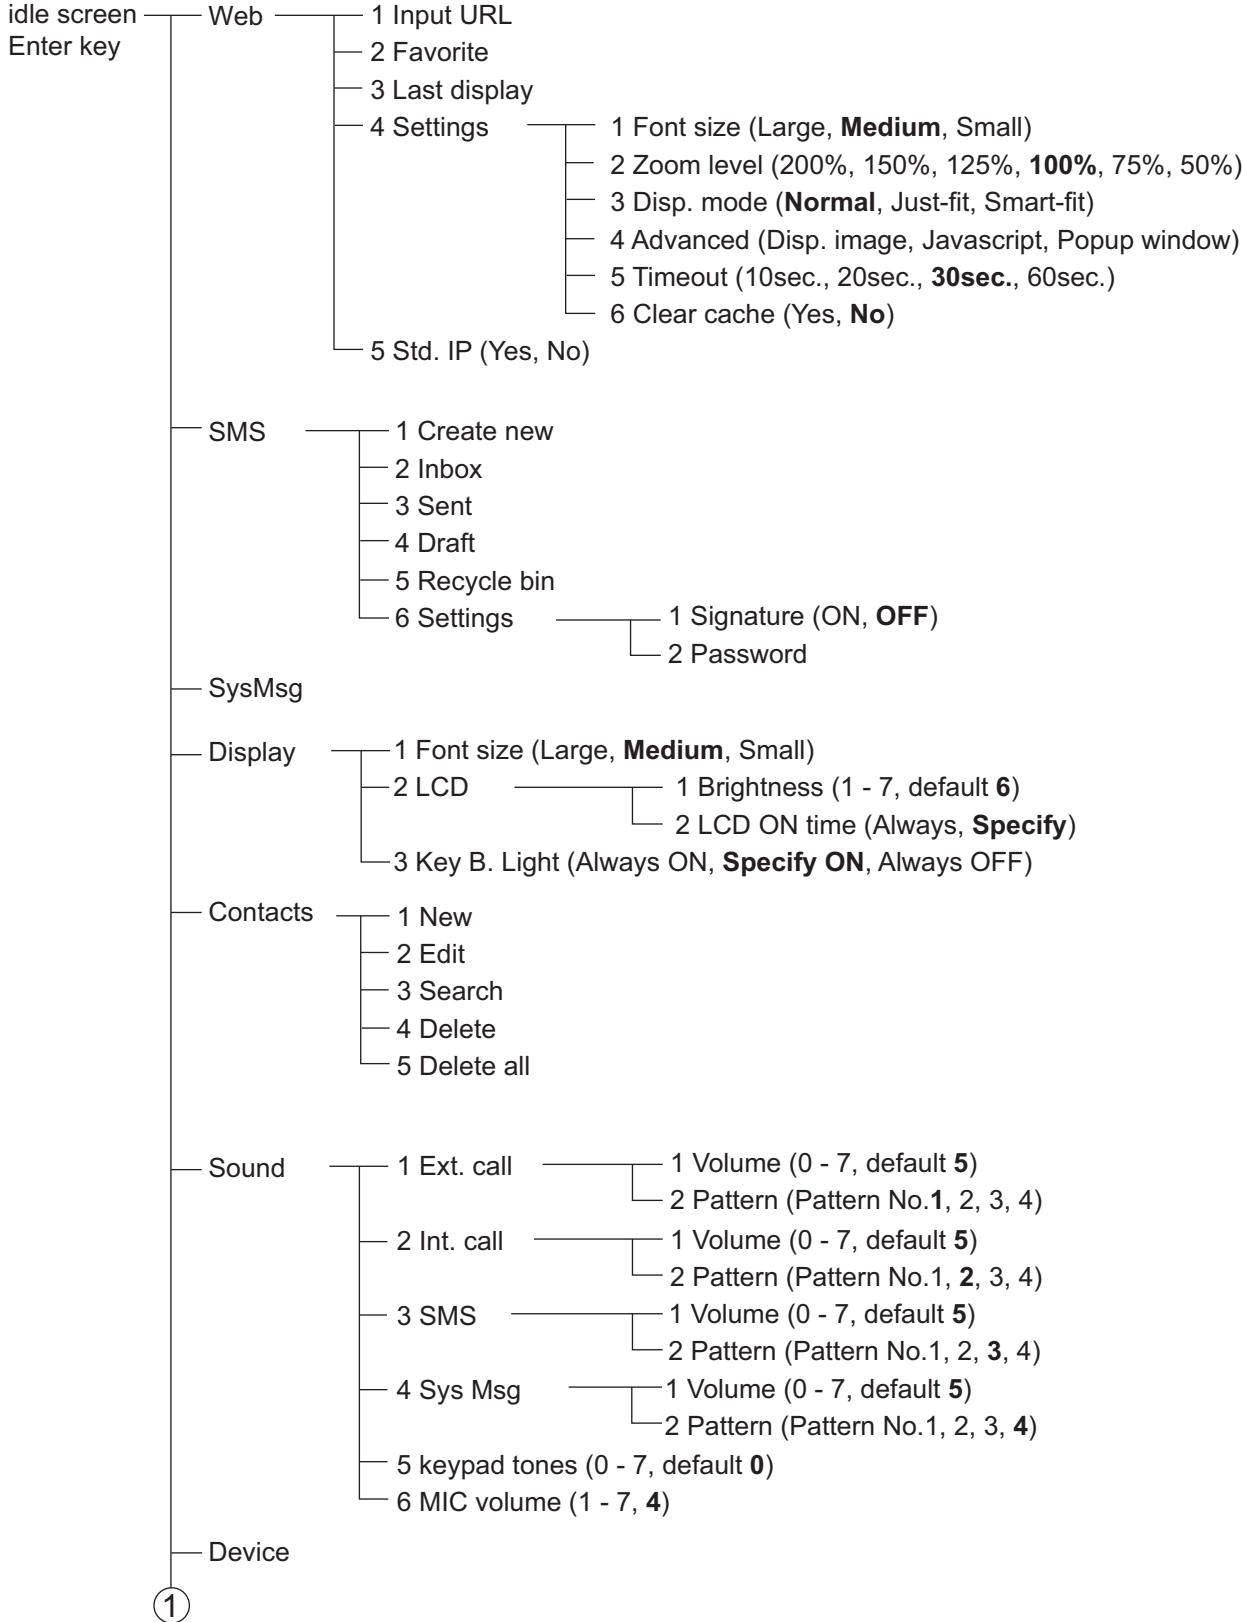 idle screen
Enter key
Web
1 Input URL
2 Favorite
3 Last display
4 Settings
1 Font size (Large, Medium, Small)
2 Zoom level (200%, 150%, 125%, 100%, 75%, 50%)
3 Disp. mode (Normal, Just-fit, Smart-fit)
4 Advanced (Disp. image, Javascript, Popup window)
5 Timeout (10sec., 20sec., 30sec., 60sec.)
6 Clear cache (Yes, No)
5 Std. IP (Yes, No)
SMS
1 Create new
2 Inbox
3 Sent
4 Draft
5 Recycle bin
6 Settings
1 Signature (ON, OFF)
2 Password
SysMsg
Display
1 Font size (Large, Medium, Small)
2 LCD
1 Brightness (1 - 7, default 6)
2 LCD ON time (Always, Specify)
3 Key B. Light (Always ON, Specify ON, Always OFF)
Contacts
1 New
2 Edit
3 Search
4 Delete
5 Delete all
Sound
1 Ext. call
1 Volume (0 - 7, default 5)
2 Pattern (Pattern No.1, 2, 3, 4)
2 Int. call
1 Volume (0 - 7, default 5)
2 Pattern (Pattern No.1, 2, 3, 4)
3 SMS
1 Volume (0 - 7, default 5)
2 Pattern (Pattern No.1, 2, 3, 4)
4 Sys Msg
1 Volume (0 - 7, default 5)
2 Pattern (Pattern No.1, 2, 3, 4)
5 keypad tones (0 - 7, default 0)
6 MIC volume (1 - 7, 4)
Device
1